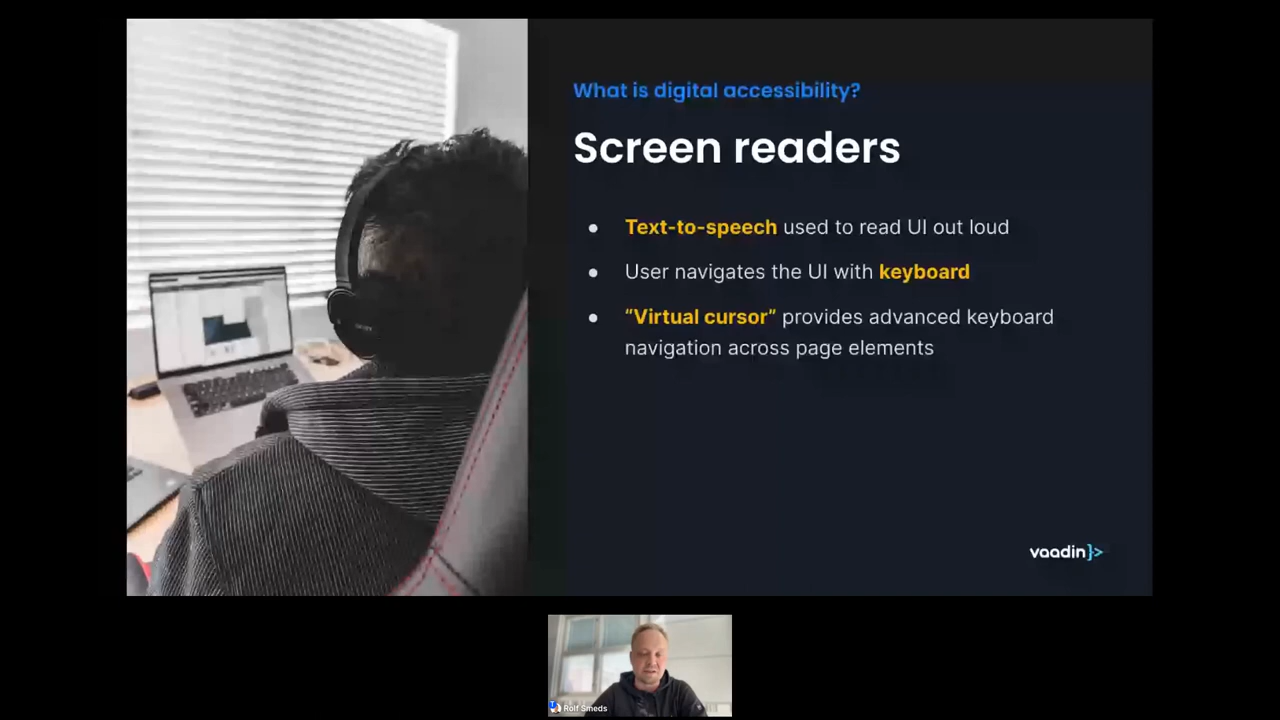 What is digital accessibility?
Screen readers
● Text-to-speech used to read UI out loud
● User navigates the UI with keyboard
● “Virtual cursor” provides advanced keyboard
navigation across page elements
vaadin}>
Rolf Smeds